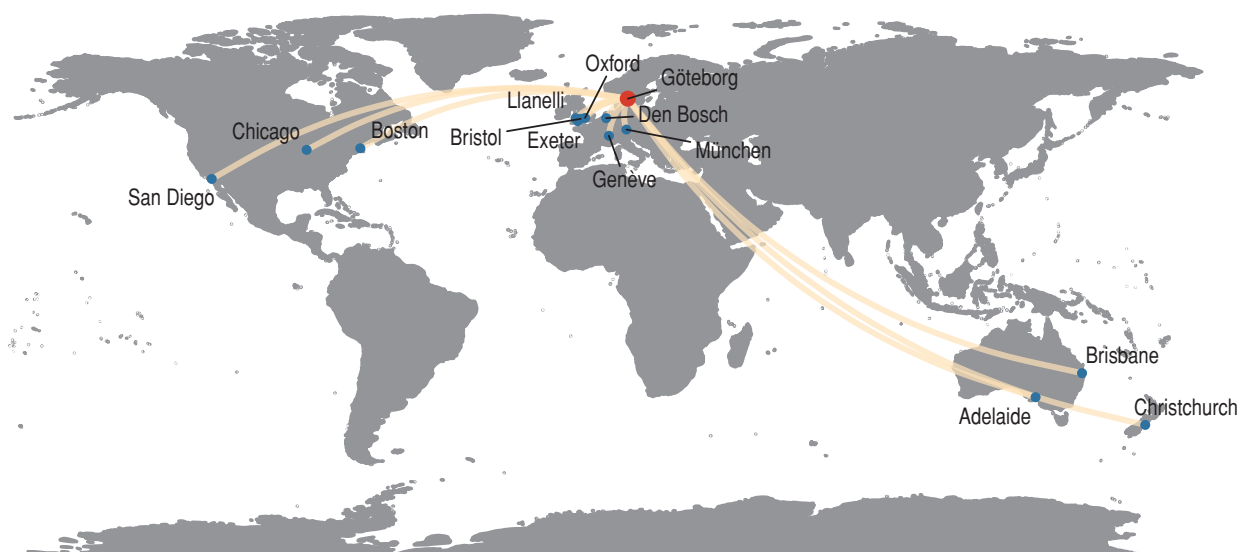 Oxford
Göteborg
Llanelli
Den Bosch
Chicago
Boston
Bristol
Exeter
München
Genève
San Diego
Brisbane
Adelaide
Christchurch